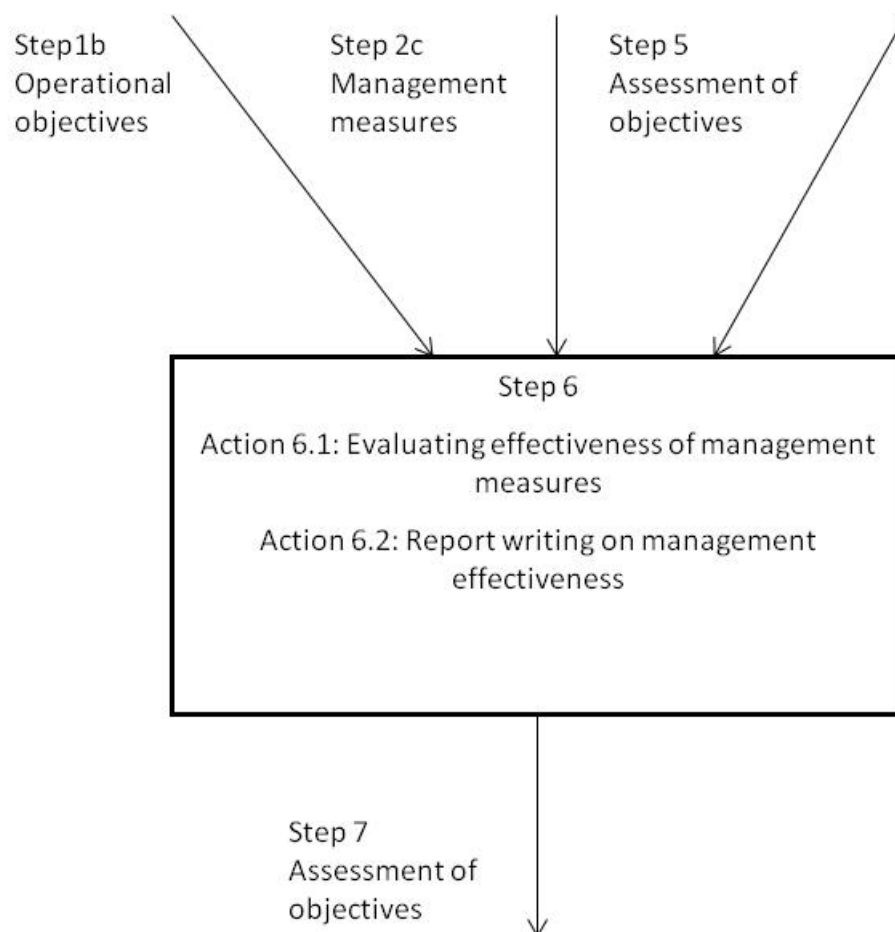 Step1b
Operational
objectives
Step 2c
Management
measures
Step 5
Assessment of
objectives
Step 6
Action 6.1: Evaluating effectiveness of management
measures
Action 6.2: Report writing on management
effectiveness
Step 7
Assessment of
objectives